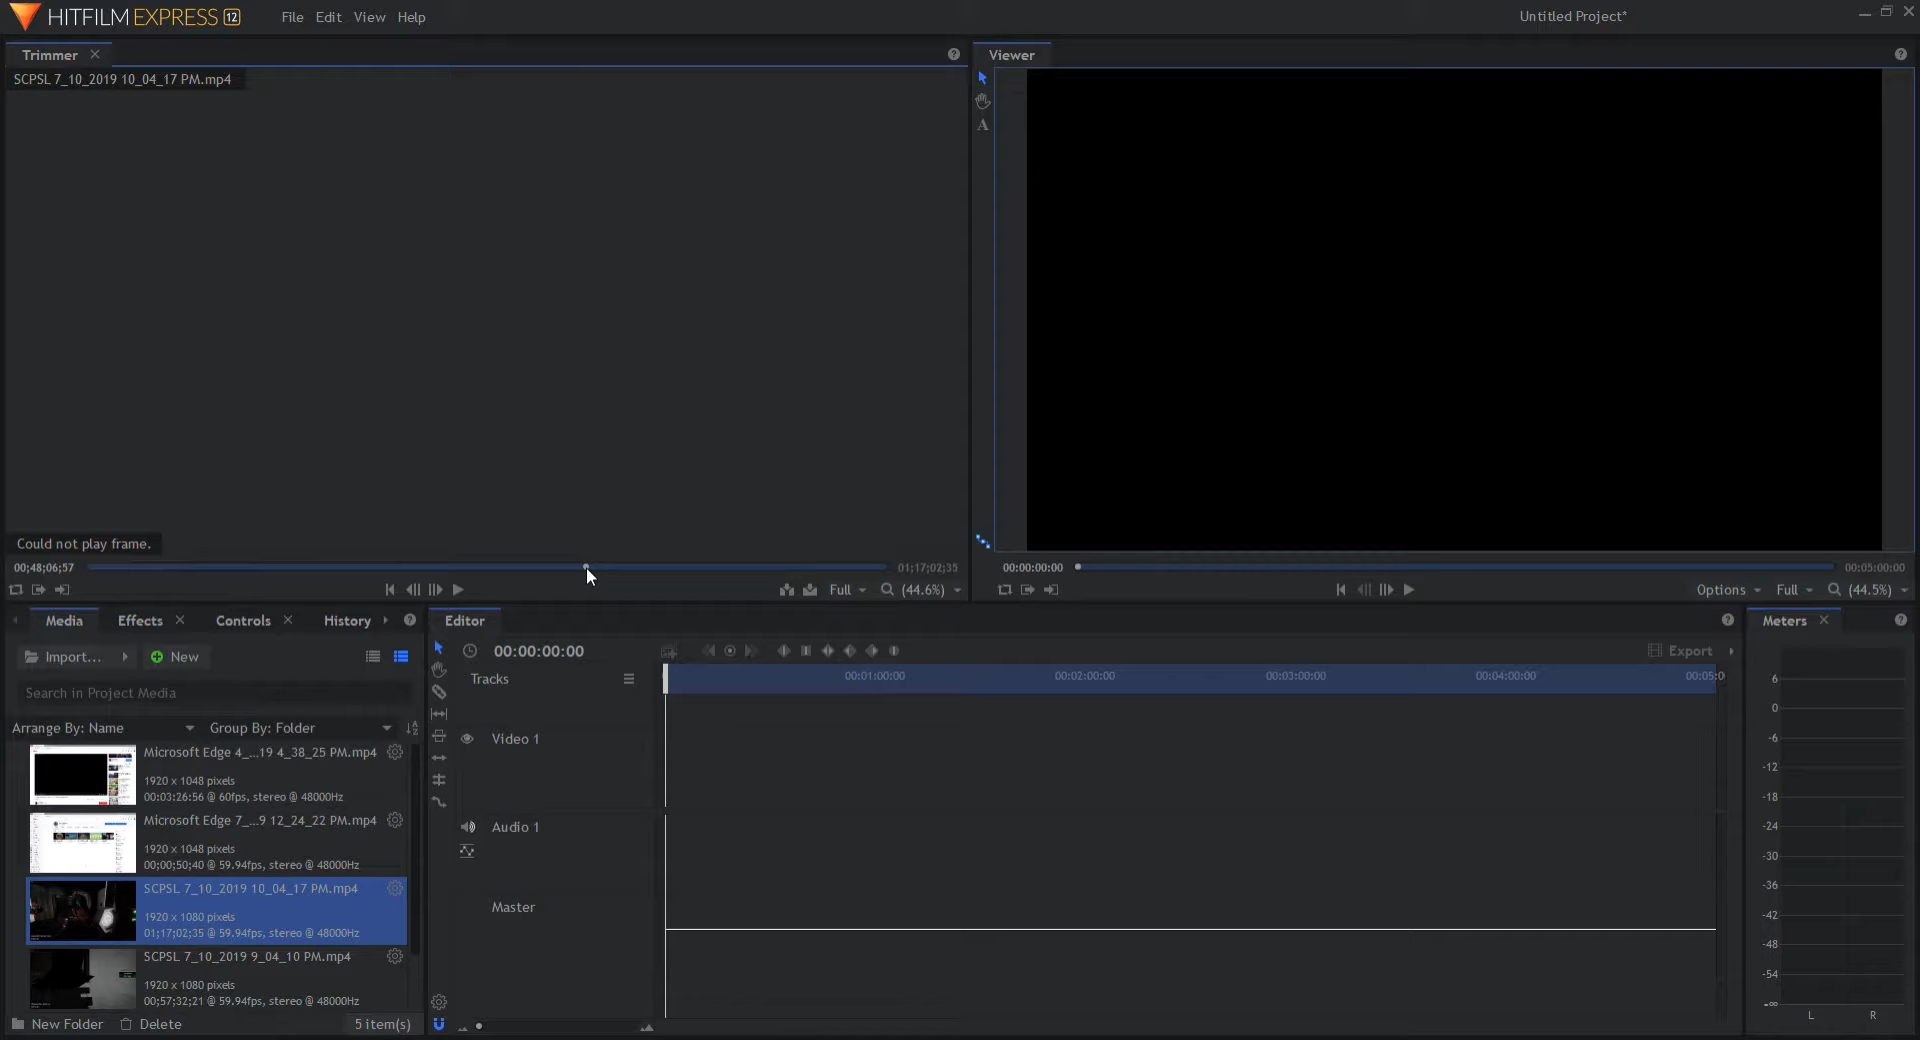 HITFILM EXPRESS 12 File Edit View Help Untitled Project*
Trimmer
SCPSL 7_10_2019 10_04_17 PM.mp4
Could not play frame.
00;48;06;57 01;17;02;35
Full (44.6%)
Viewer
A
00:00:00:00 00:05:00:00
Options Full (44.5%)
Media Effects Controls History
Import... New
Search in Project Media
Arrange By: Name Group By: Folder
Microsoft Edge 4_...19 4_38_25 PM.mp4
1920 x 1048 pixels
00:03:26:56 @ 60fps, stereo @ 48000Hz
Microsoft Edge 7_...9 12_24_22 PM.mp4
1920 x 1048 pixels
00;00;50;40 @ 59.94fps, stereo @ 48000Hz
SCPSL 7_10_2019 10_04_17 PM.mp4
1920 x 1080 pixels
01;17;02;35 @ 59.94fps, stereo @ 48000Hz
SCPSL 7_10_2019 9_04_10 PM.mp4
1920 x 1080 pixels
00;57;32;21 @ 59.94fps, stereo @ 48000Hz
New Folder Delete 5 item(s)
Editor
00:00:00:00 Export
Tracks 00:01:00:00 00:02:00:00 00:03:00:00 00:04:00:00 00:05:0
Video 1
Audio 1
Master
Meters
6
0
-6
-12
-18
-24
-30
-36
-42
-48
-54
-∞
L R